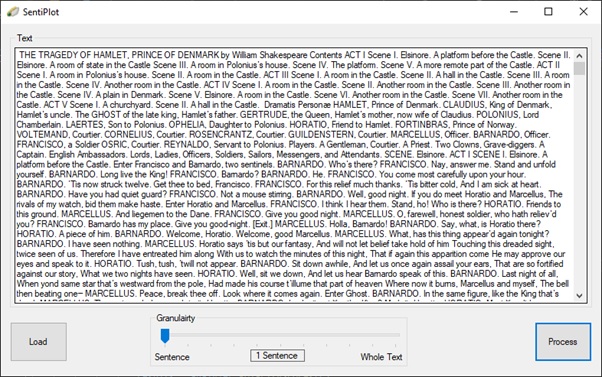 SentiPlot
Text
THE TRAGEDY OF HAMLET, PRINCE OF DENMARK by William Shakespeare Contents ACT I Scene I. Elsinore. A platform before the Castle. Scene II.
Elsinore. A room of state in the Castle Scene III. A room in Polonius's house. Scene IV. The platform. Scene V. A more remote part of the Castle. ACT II
Scene I. A room in Polonius's house. Scene II. A room in the Castle. ACT III Scene I. A room in the Castle. Scene II. A hall in the Castle. Scene III. A room
in the Castle. Scene IV. Another room in the Castle. ACT IV Scene I. A room in the Castle. Scene II. Another room in the Castle. Scene III. Another room in
the Castle. Scene IV. A plain in Denmark. Scene V. Elsinore. A room in the Castle. Scene VI. Another room in the Castle. Scene VII. Another room in the
Castle. ACT V Scene I. A churchyard. Scene II. A hall in the Castle. Dramatis Personæ HAMLET, Prince of Denmark. CLAUDIUS, King of Denmark,
Hamlet's uncle. The GHOST of the late king, Hamlet's father. GERTRUDE, the Queen, Hamlet's mother, now wife of Claudius. POLONIUS, Lord
Chamberlain. LAERTES, Son to Polonius. OPHELIA, Daughter to Polonius. HORATIO, Friend to Hamlet. FORTINBRAS, Prince of Norway.
VOLTEMAND, Courtier. CORNELIUS, Courtier. ROSENCRANTZ, Courtier. GUILDENSTERN, Courtier. MARCELLUS, Officer. BARNARDO, Officer.
FRANCISCO, a Soldier OSRIC, Courtier. REYNALDO, Servant to Polonius. Players. A Gentleman, Courtier. A Priest. Two Clowns, Grave-diggers. A
Captain. English Ambassadors. Lords, Ladies, Officers, Soldiers, Sailors, Messengers, and Attendants. SCENE. Elsinore. ACT I SCENE I. Elsinore. A
platform before the Castle. Enter Francisco and Barnardo, two sentinels. BARNARDO. Who's there? FRANCISCO. Nay, answer me. Stand and unfold
yourself. BARNARDO. Long live the King! FRANCISCO. Barnardo? BARNARDO. He. FRANCISCO. You come most carefully upon your hour.
BARNARDO. 'Tis now struck twelve. Get thee to bed, Francisco. FRANCISCO. For this relief much thanks. 'Tis bitter cold, And I am sick at heart.
BARNARDO. Have you had quiet guard? FRANCISCO. Not a mouse stirring. BARNARDO. Well, good night. If you do meet Horatio and Marcellus, The
rivals of my watch, bid them make haste. Enter Horatio and Marcellus. FRANCISCO. I think I hear them. Stand, ho! Who is there? HORATIO. Friends to
this ground. MARCELLUS. And liegemen to the Dane. FRANCISCO. Give you good night. MARCELLUS. O, farewell, honest soldier, who hath reliev'd
you? FRANCISCO. Barnardo has my place. Give you good-night. [Exit.] MARCELLUS. Holla, Barnardo! BARNARDO. Say, what, is Horatio there?
HORATIO. A piece of him. BARNARDO. Welcome, Horatio. Welcome, good Marcellus. MARCELLUS. What, has this thing appear'd again tonight?
BARNARDO. I have seen nothing. MARCELLUS. Horatio says 'tis but our fantasy, And will not let belief take hold of him Touching this dreaded sight,
twice seen of us. Therefore I have entreated him along With us to watch the minutes of this night, That if again this apparition come He may approve our
eyes and speak to it. HORATIO. Tush, tush, 'twill not appear. BARNARDO. Sit down awhile, And let us once again assail your ears, That are so fortified
against our story, What we two nights have seen. HORATIO. Well, sit we down, And let us hear Barnardo speak of this. BARNARDO. Last night of all,
When yond same star that's westward from the pole, Had made his course t'illume that part of heaven Where now it burns, Marcellus and myself, The bell
then beating one− MARCELLUS. Peace, break thee off. Look where it comes again. Enter Ghost. BARNARDO. In the same figure, like the King that's
Granulairty
Load
Sentence
1 Sentence
Whole Text
Process